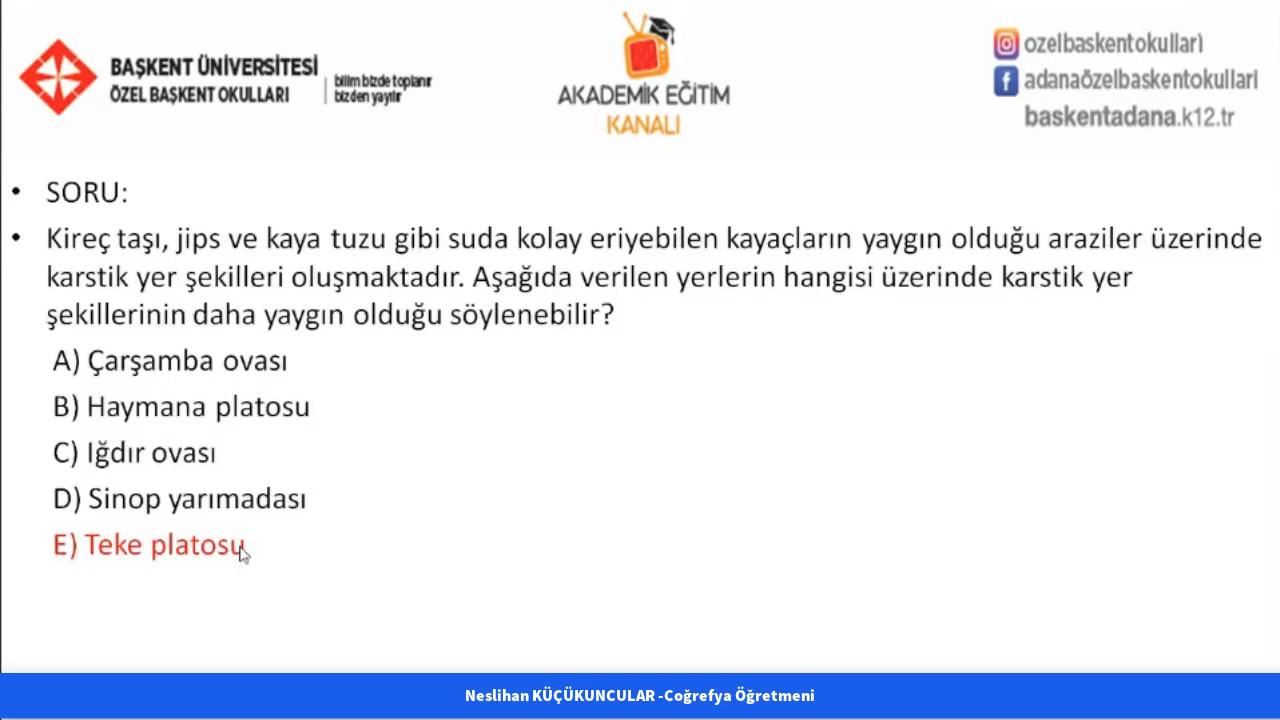 BAŞKENT ÜNİVERSİTESİ
ÖZEL BAŞKENT OKULLARI
bilim bizde toplanır
bizden yayılır
AKADEMİK EĞİTİM
KANALI
ozelbaskentokulları
adanaözelbaskentokulları
baskentadana.k12.tr
• SORU:
• Kireç taşı, jips ve kaya tuzu gibi suda kolay eriyebilen kayaçların yaygın olduğu araziler üzerinde
karstik yer şekilleri oluşmaktadır. Aşağıda verilen yerlerin hangisi üzerinde karstik yer
şekillerinin daha yaygın olduğu söylenebilir?
A) Çarşamba ovası
B) Haymana platosu
C) Iğdır ovası
D) Sinop yarımadası
E) Teke platosu
Neslihan KÜÇÜKUNCULAR -Coğrefya Öğretmeni